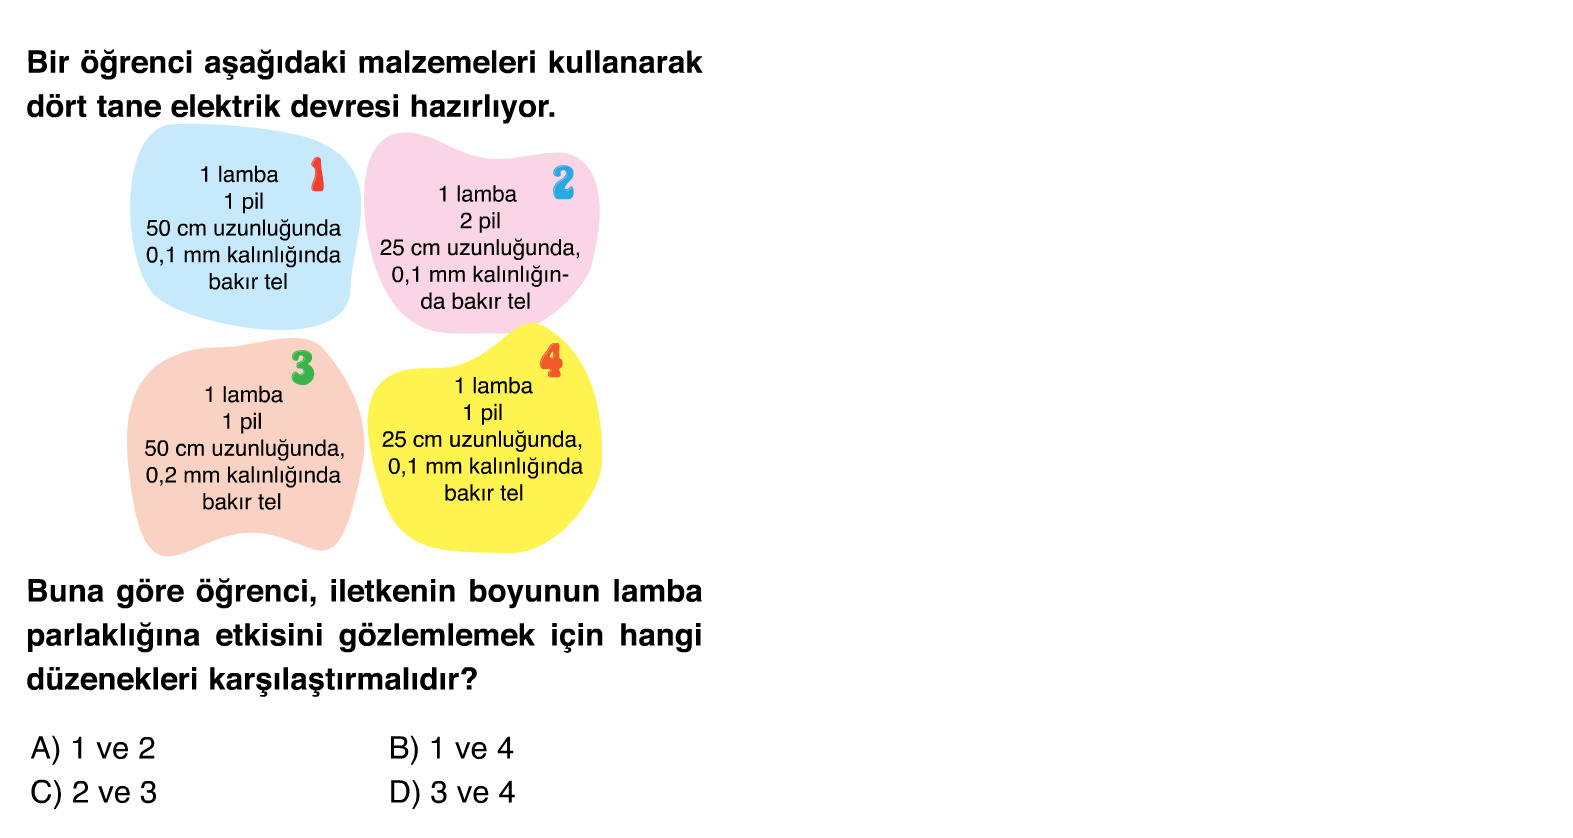 Bir öğrenci aşağıdaki malzemeleri kullanarak
dört tane elektrik devresi hazırlıyor.
1
1 lamba
1 pil
50 cm uzunluğunda
0,1 mm kalınlığında
bakır tel
2
1 lamba
2 pil
25 cm uzunluğunda,
0,1 mm kalınlığın-
da bakır tel
3
1 lamba
1 pil
50 cm uzunluğunda,
0,2 mm kalınlığında
bakır tel
4
1 lamba
1 pil
25 cm uzunluğunda,
0,1 mm kalınlığında
bakır tel
Buna göre öğrenci, iletkenin boyunun lamba
parlaklığına etkisini gözlemlemek için hangi
düzenekleri karşılaştırmalıdır?
A) 1 ve 2
B) 1 ve 4
C) 2 ve 3
D) 3 ve 4